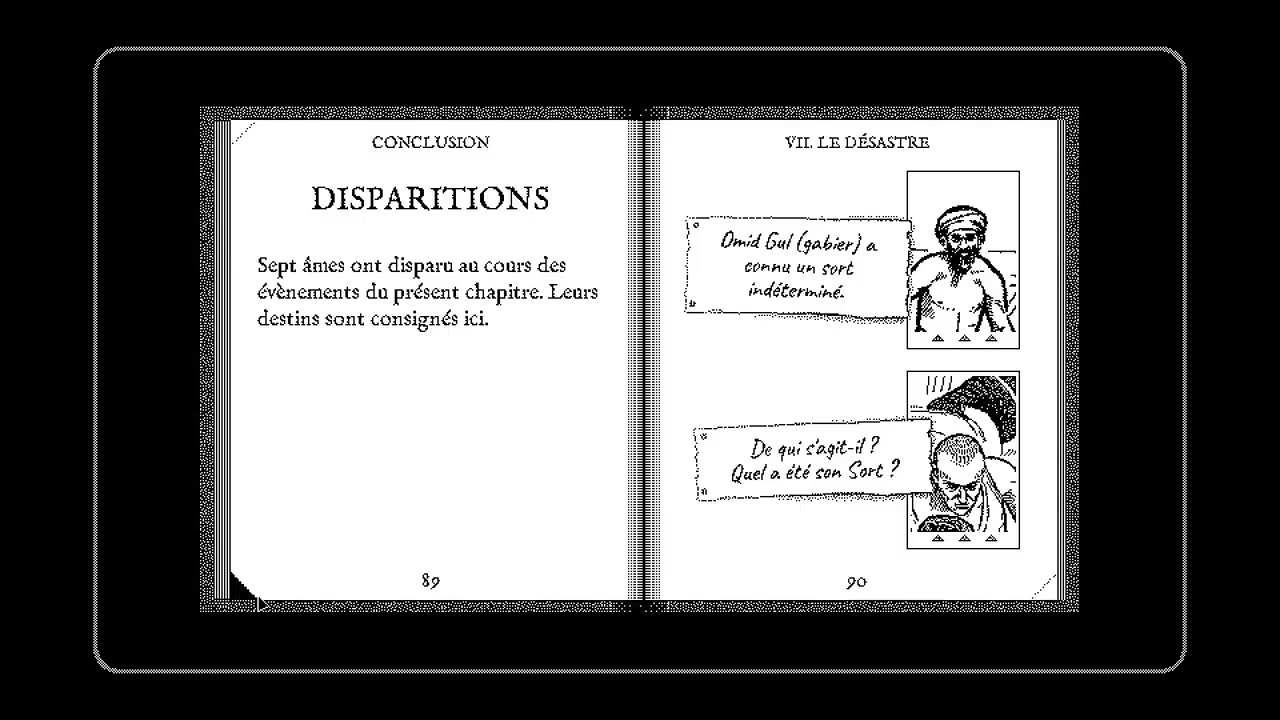 CONCLUSION
DISPARITIONS
Sept âmes ont disparu au cours des
évènements du présent chapitre. Leurs
destins sont consignés ici.
89
VII. LE DÉSASTRE
Omid Gul (gabier) a
connu un sort
indéterminé.
De qui s'agit-il ?
Quel a été son Sort ?
90